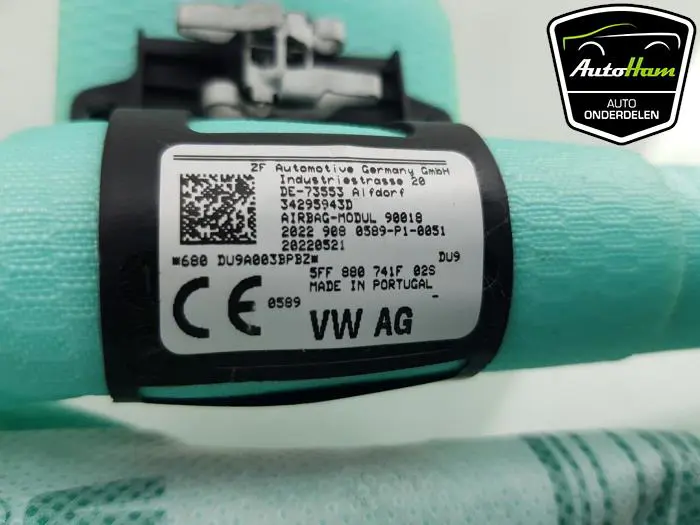 AutoHam
AUTO
ONDERDELEN
ZF Automotive Germany GmbH
Industriestrasse 20
DE-73553 Alfdorf
34295943D
AIRBAG-MODUL 90018
2022 908 0589-P1-0051
20220521
*680 DU9A003BPBZ* DU9
5FF 880 741F 02S
MADE IN PORTUGAL
CE 0589
VW AG